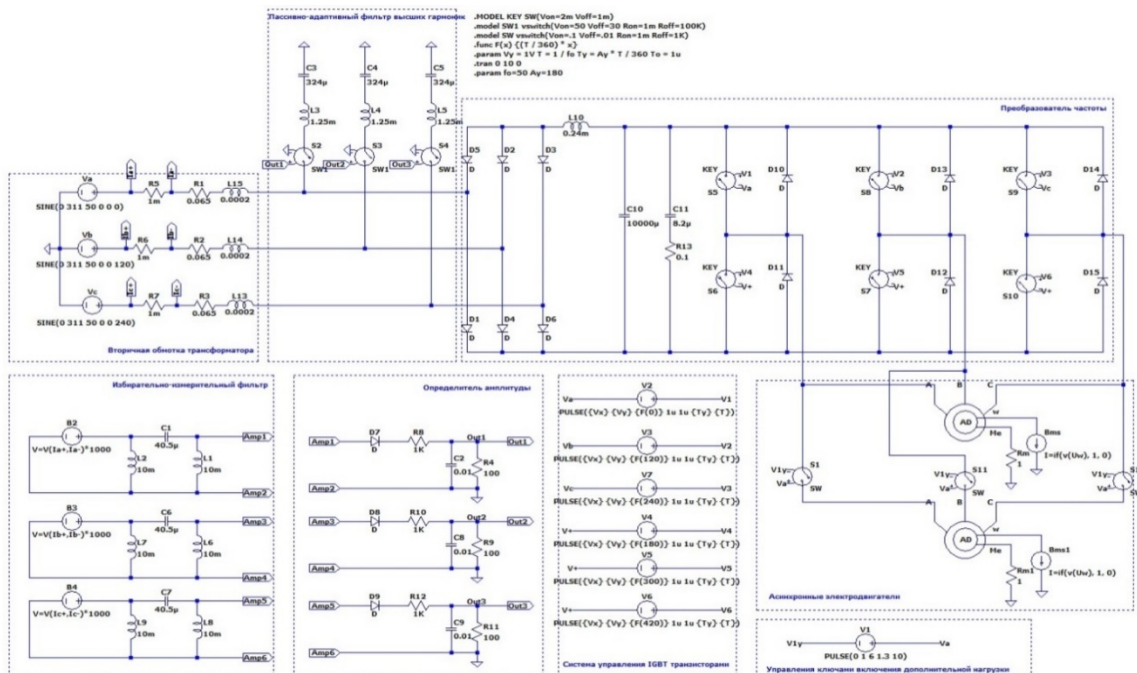 Пассивно-адаптивный фильтр высших гармоник
.MODEL KEY SW(Von=2m Voff=1m)
.model SW1 vswitch(Von=50 Voff=30 Ron=1m Roff=100K)
.model SW vswitch(Von=.1 Voff=.01 Ron=1m Roff=1K)
.func F(x) {(T / 360) * x}
.param Vy = 1V T = 1 / fo Ty = Ay * T / 360 To = 1u
.tran 0 10 0
.param fo=50 Ay=180
C3
324µ
C4
324µ
C5
324µ
L3
1.25m
L4
1.25m
L5
1.25m
S2
SW1
S3
SW1
S4
SW1
Out1
Out2
Out3
Преобразователь частоты
L10
0.24m
D5
D
D2
D
D3
D
D1
D
D4
D
D6
D
C10
10000µ
C11
8.2µ
R13
0.1
KEY
V1
Va
S5
D10
D
KEY
V2
Vb
S8
D13
D
KEY
V3
Vc
S9
D14
D
KEY
V4
V+
S6
D11
D
KEY
V5
V+
S7
D12
D
KEY
V6
V+
S10
D15
D
Va
SINE(0 311 50 0 0 0)
Ia+
Ia-
R5
1m
R1
0.065
L15
0.0002
Vb
SINE(0 311 50 0 0 120)
Ib+
Ib-
R6
1m
R2
0.065
L14
0.0002
Vc
SINE(0 311 50 0 0 240)
Ic+
Ic-
R7
1m
R3
0.065
L13
0.0002
Вторичная обмотка трансформатора
Избирательно-измерительный фильтр
B2
V=V(Ia+,Ia-)*1000
C1
40.5µ
L2
10m
L1
10m
Amp1
Amp2
B3
V=V(Ib+,Ib-)*1000
C6
40.5µ
L7
10m
L6
10m
Amp3
Amp4
B4
V=V(Ic+,Ic-)*1000
C7
40.5µ
L9
10m
L8
10m
Amp5
Amp6
Определитель амплитуды
Amp1
D7
D
R8
1K
Out1
Out1
C2
0.01
R4
100
Amp2
Amp3
D8
D
R10
1K
Out2
Out2
C8
0.01
R9
100
Amp4
Amp5
D9
D
R12
1K
Out3
Out3
C9
0.01
R11
100
Amp6
V2
Va
V1
PULSE({Vx} {Vy} {F(0)} 1u 1u {Ty} {T})
V3
Vb
V2
PULSE({Vx} {Vy} {F(120)} 1u 1u {Ty} {T})
V7
Vc
V3
PULSE({Vx} {Vy} {F(240)} 1u 1u {Ty} {T})
V4
V+
V4
PULSE({Vx} {Vy} {F(180)} 1u 1u {Ty} {T})
V5
V+
V5
PULSE({Vx} {Vy} {F(300)} 1u 1u {Ty} {T})
V6
V+
V6
PULSE({Vx} {Vy} {F(420)} 1u 1u {Ty} {T})
Система управления IGBT транзисторами
A
B
C
w
AD
Me
Rm
1
Bms
I=if(v(Uw), 1, 0)
V1y
Va
S1
SW
V1y
Va
S11
SW
V1y
Va
A
B
C
w
AD
Me
Rm1
1
Bms1
I=if(v(Uw), 1, 0)
Асинхронные электродвигатели
V1
V1y
Va
PULSE(0 1 6 1.3 10)
Управления ключами включения дополнительной нагрузки